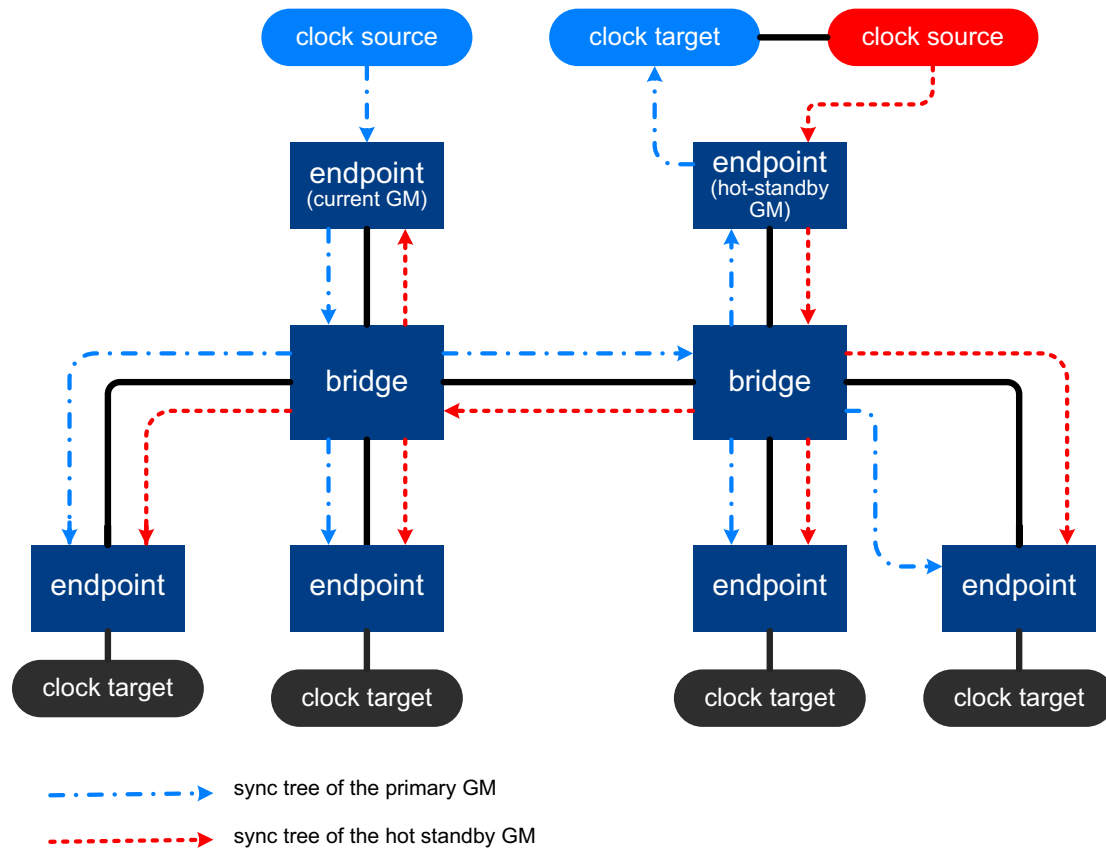 clock source
clock target
clock source
endpoint
(current GM)
endpoint
(hot-standby
GM)
bridge
bridge
endpoint
endpoint
endpoint
endpoint
clock target
clock target
clock target
clock target
sync tree of the primary GM
sync tree of the hot standby GM